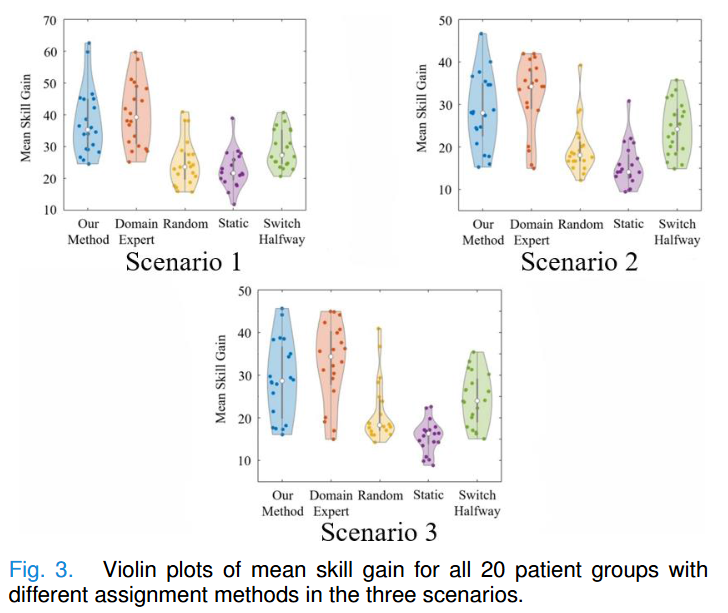 70
60
50
40
30
20
10
Mean Skill Gain
Our Method
Domain Expert
Random
Static
Switch Halfway
Scenario 1
50
40
30
20
10
Mean Skill Gain
Our Method
Domain Expert
Random
Static
Switch Halfway
Scenario 2
50
40
30
20
10
Mean Skill Gain
Our Method
Domain Expert
Random
Static
Switch Halfway
Scenario 3
Fig. 3. Violin plots of mean skill gain for all 20 patient groups with
different assignment methods in the three scenarios.